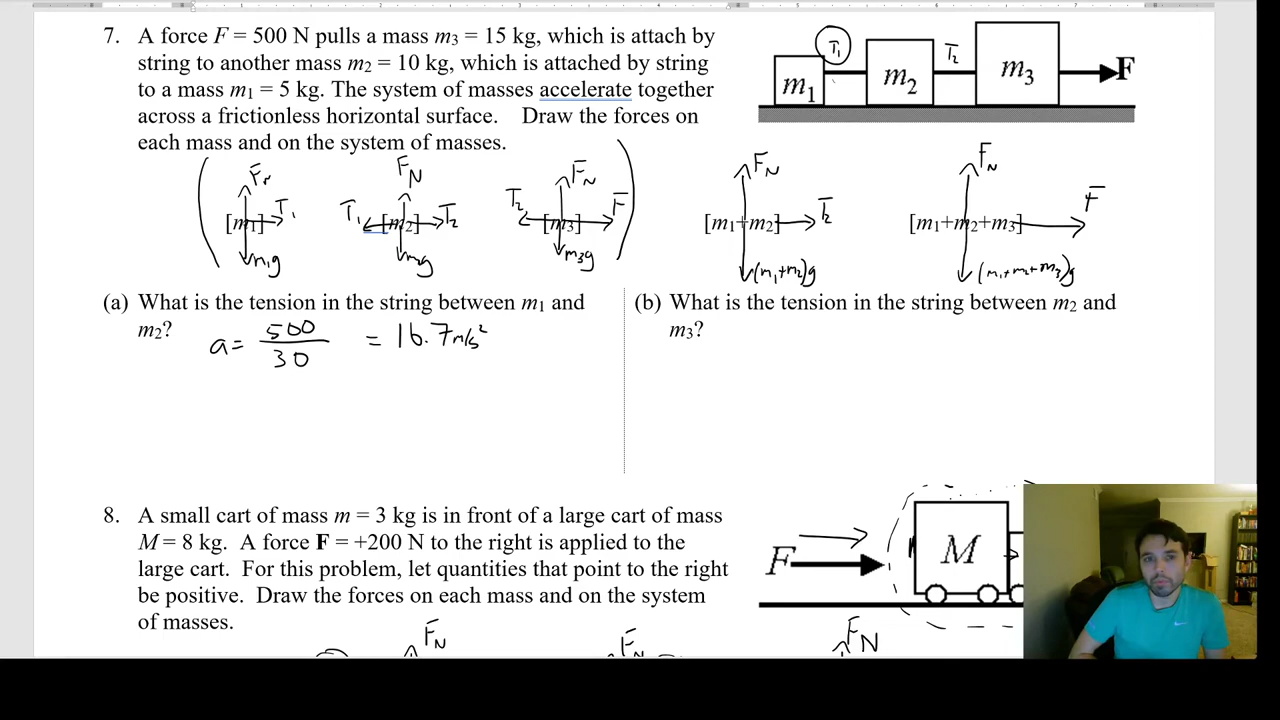 7. A force F = 500 N pulls a mass m3 = 15 kg, which is attach by
string to another mass m2 = 10 kg, which is attached by string
to a mass m1 = 5 kg. The system of masses accelerate together
across a frictionless horizontal surface. Draw the forces on
each mass and on the system of masses.
T1 T2
m1 m2 m3 F
FN FN FN FN FN
T1 T1 T2 T2 F T2 F
[m1] [m2] [m3] [m1+m2] [m1+m2+m3]
m1g m2g m3g (m1+m2)g (m1+m2+m3)g
(a) What is the tension in the string between m1 and
m2?
a = 500/30 = 16.7 m/s²
(b) What is the tension in the string between m2 and
m3?
8. A small cart of mass m = 3 kg is in front of a large cart of mass
M = 8 kg. A force F = +200 N to the right is applied to the
large cart. For this problem, let quantities that point to the right
be positive. Draw the forces on each mass and on the system
of masses.
F M
FN FN FN